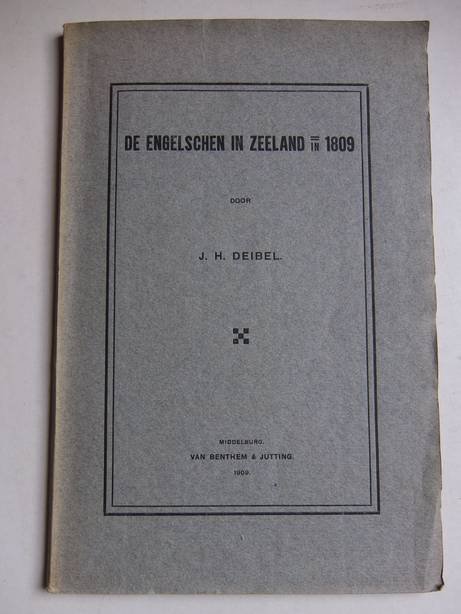 DE ENGELSCHEN IN ZEELAND IN 1809
DOOR
J. H. DEIBEL.
MIDDELBURG.
VAN BENTHEM & JUTTING.
1909.